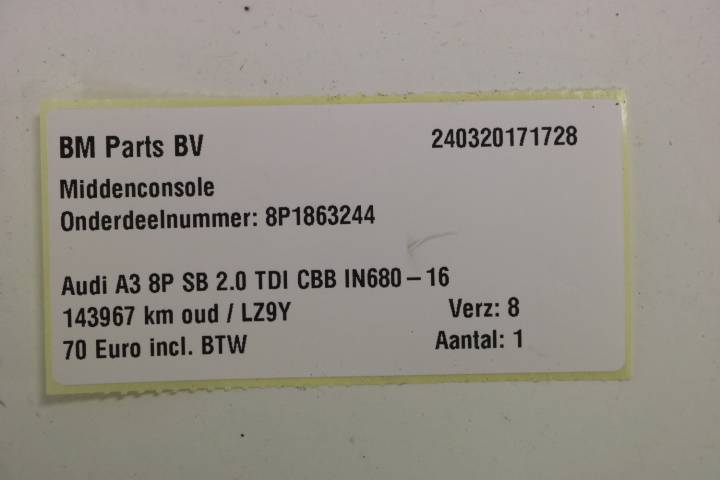 BM Parts BV 240320171728
Middenconsole
Onderdeelnummer: 8P1863244
Audi A3 8P SB 2.0 TDI CBB IN680 – 16
143967 km oud / LZ9Y Verz: 8
70 Euro incl. BTW Aantal: 1